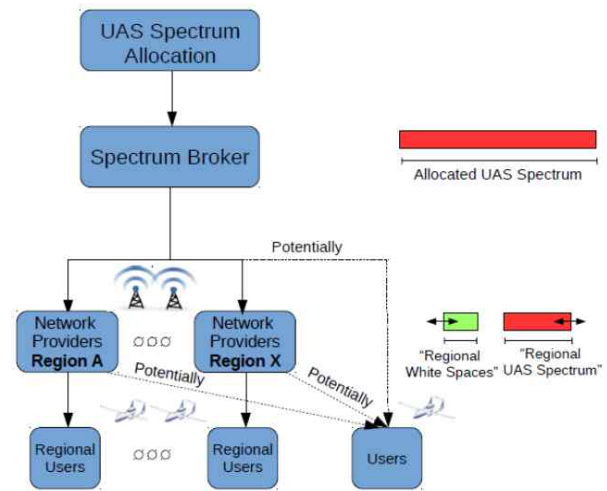 UAS Spectrum
Allocation
Spectrum Broker
Allocated UAS Spectrum
Potentially
Network
Providers
Region A
Network
Providers
Region X
"Regional
White Spaces"
"Regional
UAS Spectrum"
Potentially
Potentially
Regional
Users
Regional
Users
Users